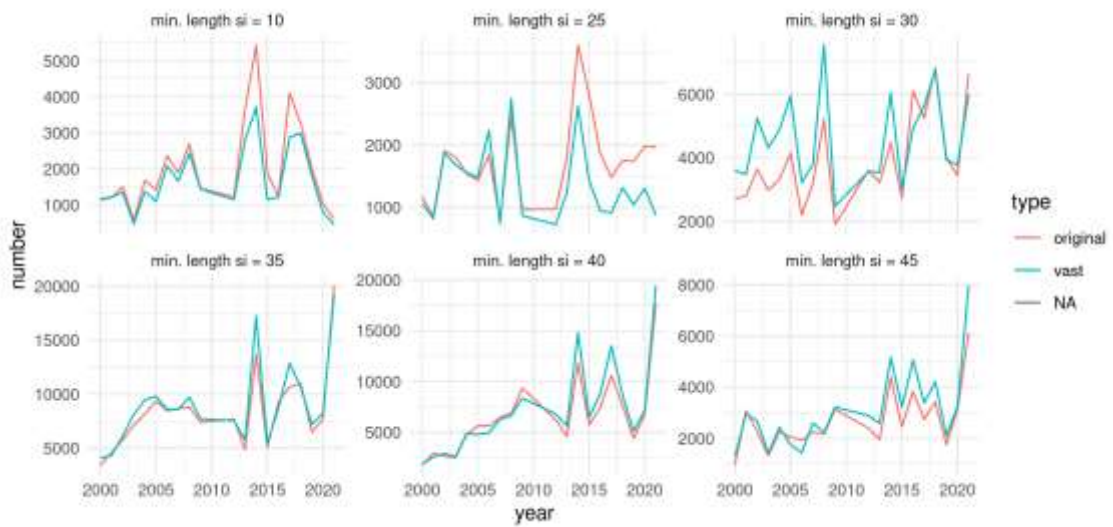 min. length si = 10
min. length si = 25
min. length si = 30
5000
4000
3000
2000
1000
3000
2000
1000
6000
4000
2000
number
min. length si = 35
min. length si = 40
min. length si = 45
20000
15000
10000
5000
20000
15000
10000
5000
8000
6000
4000
2000
2000 2005 2010 2015 2020
2000 2005 2010 2015 2020
2000 2005 2010 2015 2020
year
type
original
vast
NA